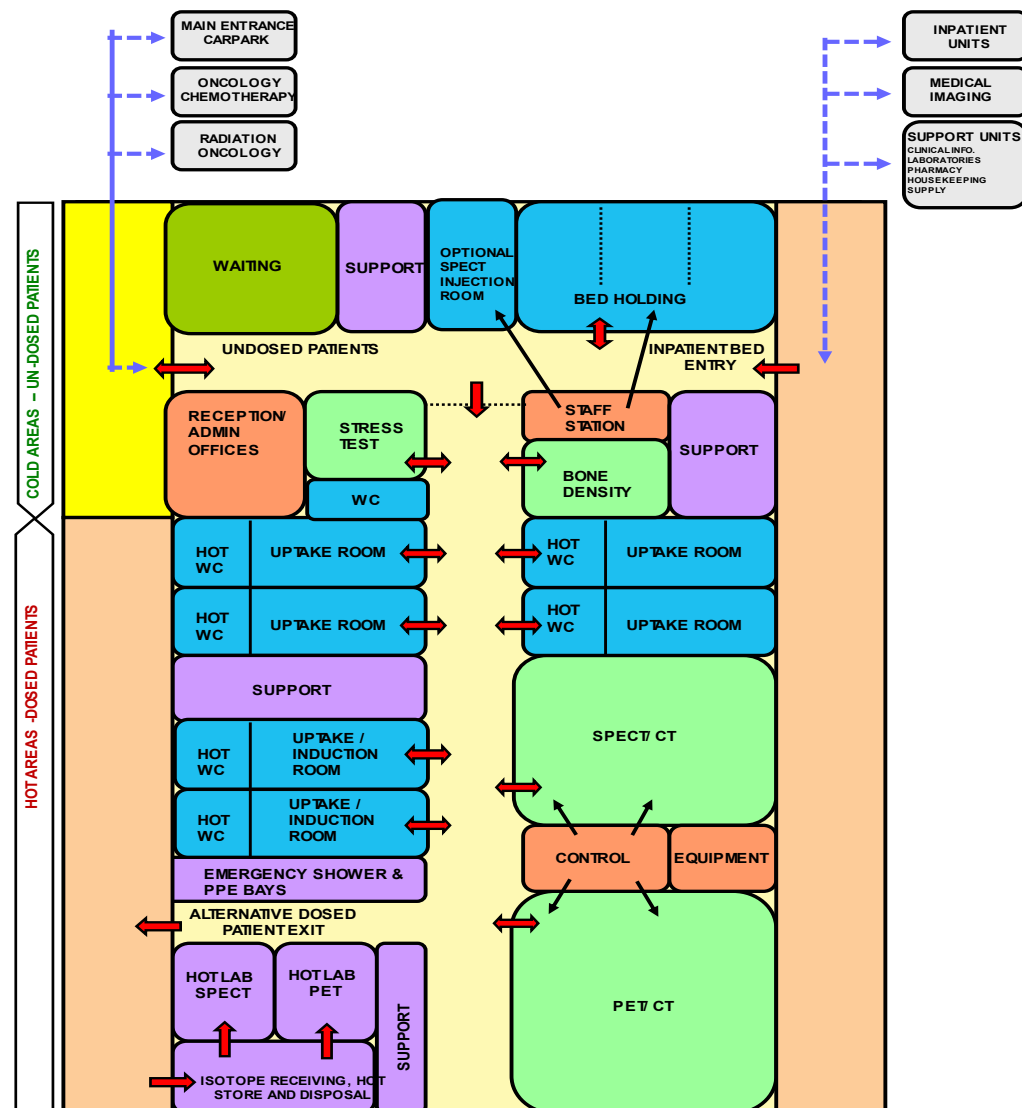 MAIN ENTRANCE
CARPARK
ONCOLOGY
CHEMOTHERAPY
RADIATION
ONCOLOGY
INPATIENT
UNITS
MEDICAL
IMAGING
SUPPORT UNITS
CLINICAL INFO.
LABORATORIES
PHARMACY
HOUSEKEEPING
SUPPLY
COLD AREAS – UN-DOSED PATIENTS
HOT AREAS -DOSED PATIENTS
WAITING
SUPPORT
OPTIONAL
SPECT
INJECTION
ROOM
BED HOLDING
UNDOSED PATIENTS
INPATIENT BED
ENTRY
RECEPTION/
ADMIN
OFFICES
STRESS
TEST
WC
STAFF
STATION
BONE
DENSITY
SUPPORT
HOT
WC
UPTAKE ROOM
HOT
WC
UPTAKE ROOM
HOT
WC
UPTAKE ROOM
HOT
WC
UPTAKE ROOM
SUPPORT
SPECT/ CT
HOT
WC
UPTAKE /
INDUCTION
ROOM
HOT
WC
UPTAKE /
INDUCTION
ROOM
CONTROL
EQUIPMENT
EMERGENCY SHOWER &
PPE BAYS
ALTERNATIVE DOSED
PATIENT EXIT
HOT LAB
SPECT
HOT LAB
PET
SUPPORT
PET/ CT
ISOTOPE RECEIVING, HOT
STORE AND DISPOSAL